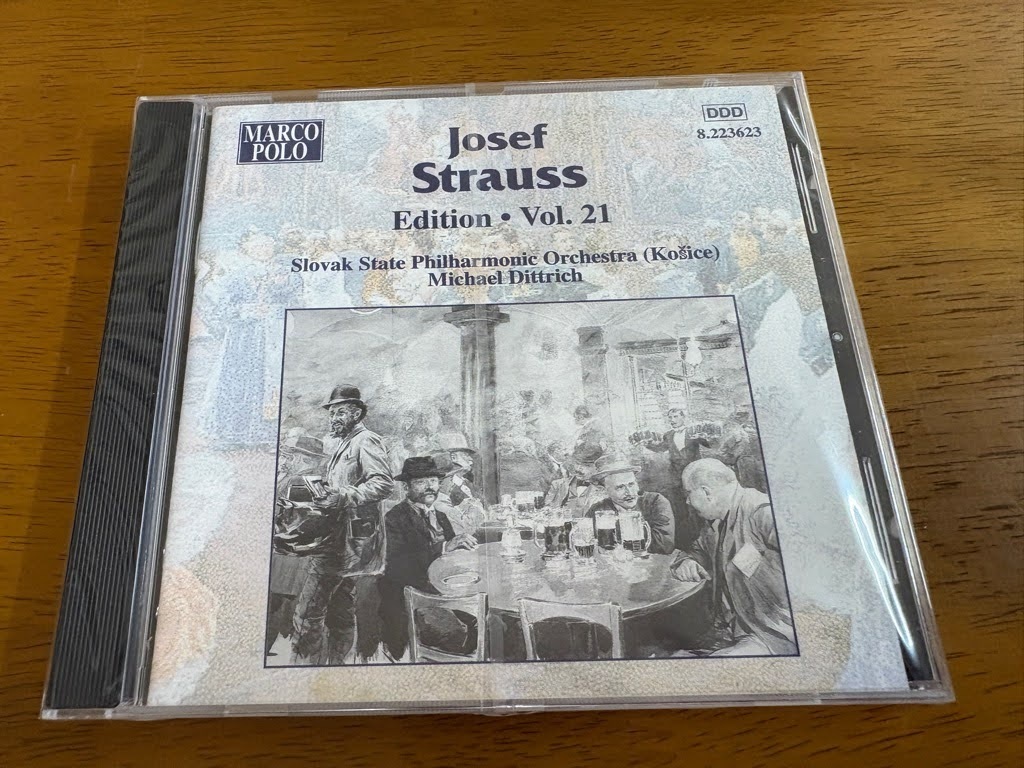 MARCO
POLO
DDD
8.223623
Josef
Strauss
Edition • Vol. 21
Slovak State Philharmonic Orchestra (Košice)
Michael Dittrich